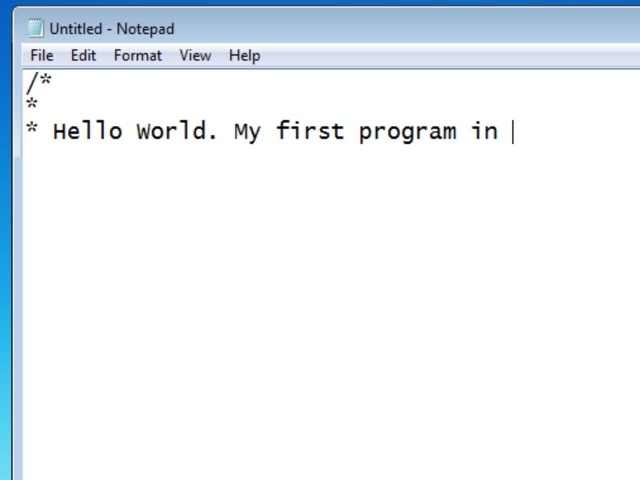 Untitled - Notepad
File Edit Format View Help
/*
*
* Hello World. My first program in